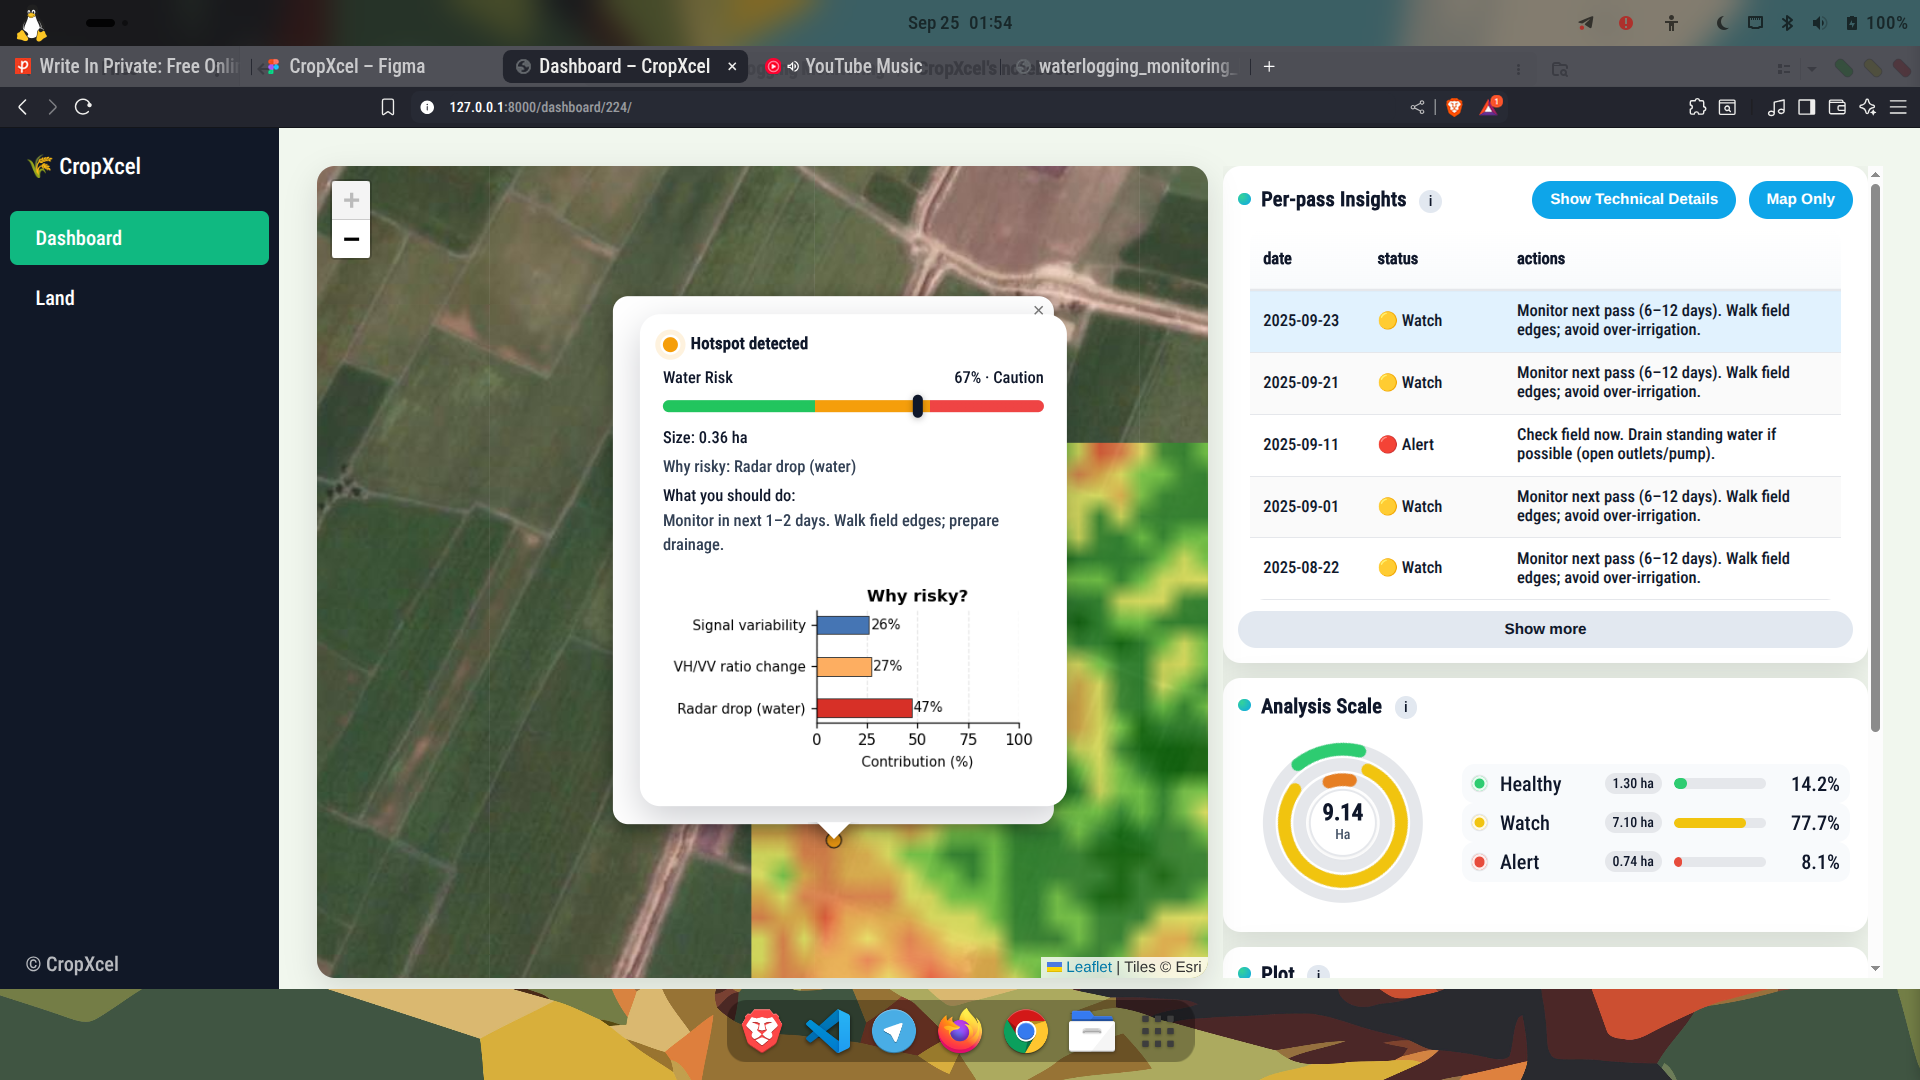 Sep 25 01:54
100%
Write In Private: Free Onli
CropXcel – Figma
Dashboard – CropXcel
YouTube Music
waterlogging_monitoring_
127.0.0.1:8000/dashboard/224/
1
CropXcel
Dashboard
Land
© CropXcel
+
−
Hotspot detected
Water Risk
67% · Caution
Size: 0.36 ha
Why risky: Radar drop (water)
What you should do:
Monitor in next 1–2 days. Walk field edges; prepare
drainage.
Why risky?
Signal variability
26%
VH/VV ratio change
27%
Radar drop (water)
47%
0 25 50 75 100
Contribution (%)
Leaflet | Tiles © Esri
Per-pass Insights i
Show Technical Details
Map Only
date status actions
2025-09-23 Watch Monitor next pass (6–12 days). Walk field
edges; avoid over-irrigation.
2025-09-21 Watch Monitor next pass (6–12 days). Walk field
edges; avoid over-irrigation.
2025-09-11 Alert Check field now. Drain standing water if
possible (open outlets/pump).
2025-09-01 Watch Monitor next pass (6–12 days). Walk field
edges; avoid over-irrigation.
2025-08-22 Watch Monitor next pass (6–12 days). Walk field
edges; avoid over-irrigation.
Show more
Analysis Scale i
9.14
Ha
Healthy 1.30 ha 14.2%
Watch 7.10 ha 77.7%
Alert 0.74 ha 8.1%
Plot i